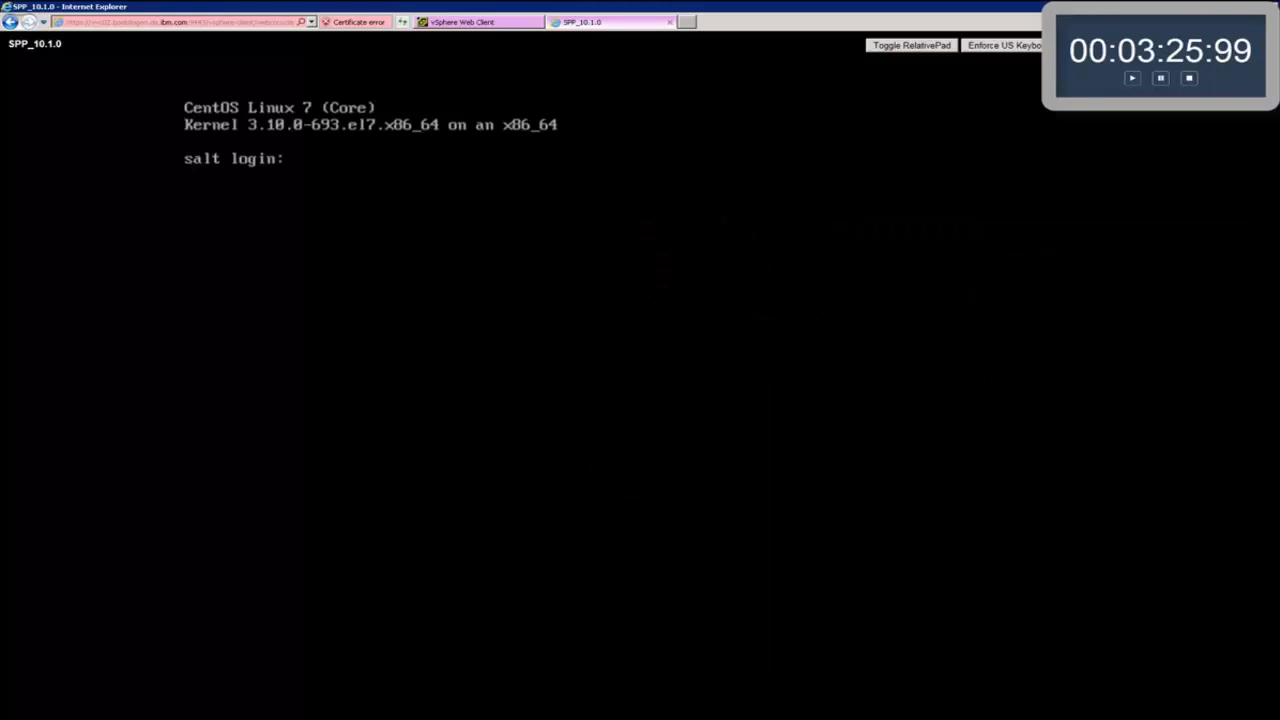 SPP_10.1.0 - Internet Explorer
Certificate error
vSphere Web Client
SPP_10.1.0
SPP_10.1.0
Toggle RelativePad
Enforce US Keybo
00:03:25:99
CentOS Linux 7 (Core)
Kernel 3.10.0-693.el7.x86_64 on an x86_64
salt login: